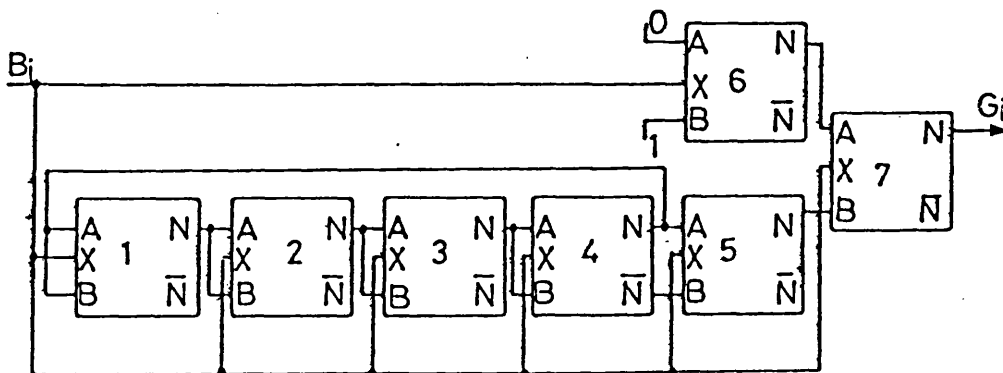 0
A N
Bi
X 6
Gi
B N̅
A N
1
X 7
B N̅
A N A N A N A N A N
X 1 X 2 X 3 X 4 X 5
B N̅ B N̅ B N̅ B N̅ B N̅